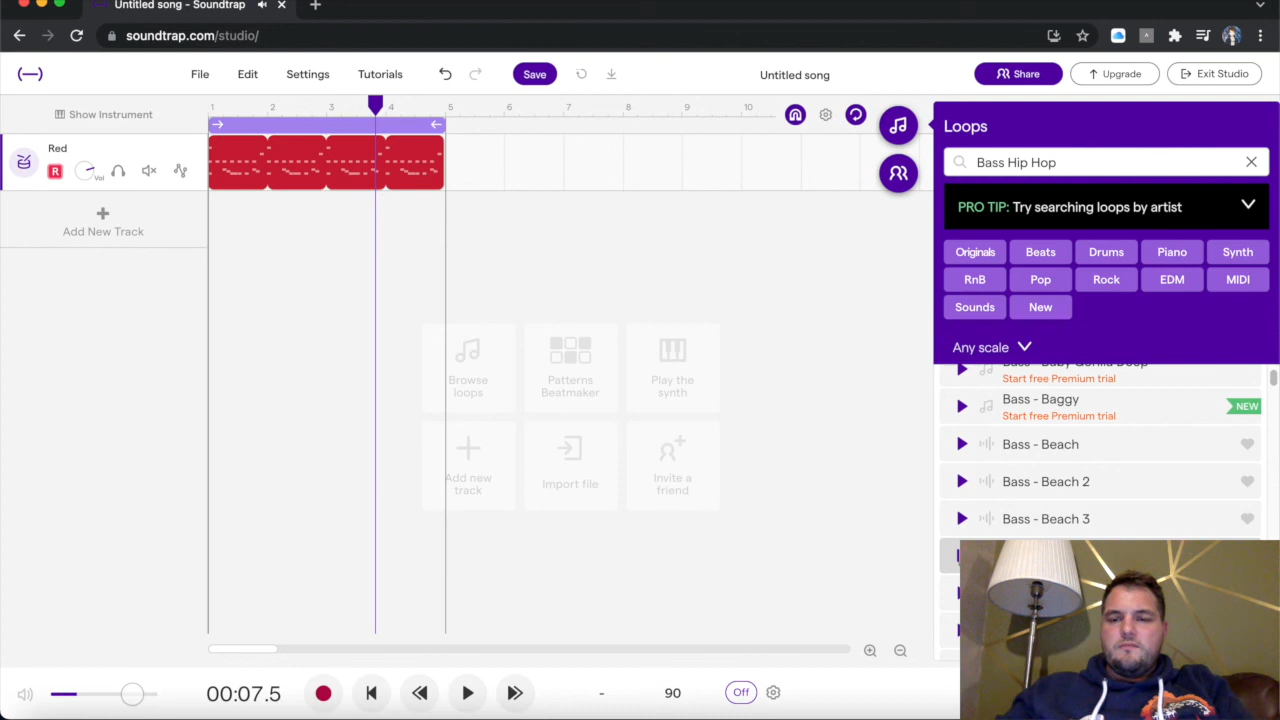 Untitled song - Soundtrap
soundtrap.com/studio/
File Edit Settings Tutorials Save Untitled song Share Upgrade Exit Studio
Show Instrument
1 2 3 4 5 6 7 8 9 10
Red
R
Vol
Add New Track
Browse loops
Patterns Beatmaker
Play the synth
Add new track
Import file
Invite a friend
Loops
Bass Hip Hop
PRO TIP: Try searching loops by artist
Originals Beats Drums Piano Synth
RnB Pop Rock EDM MIDI
Sounds New
Any scale
Start free Premium trial
Bass - Baggy
Start free Premium trial
NEW
Bass - Beach
Bass - Beach 2
Bass - Beach 3
00:07.5 - 90 Off